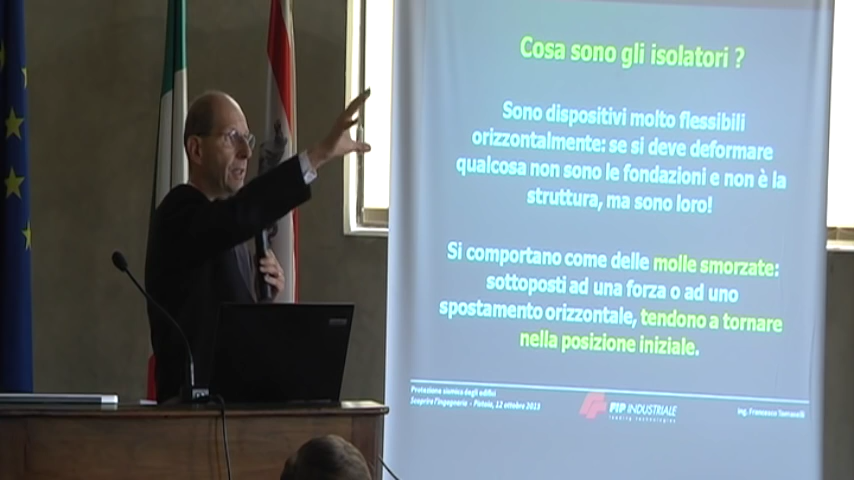 Cosa sono gli isolatori ?
Sono dispositivi molto flessibili
orizzontalmente: se si deve deformare
qualcosa non sono le fondazioni e non è la
struttura, ma sono loro!
Si comportano come delle molle smorzate:
sottoposti ad una forza o ad uno
spostamento orizzontale, tendono a tornare
nella posizione iniziale.
Protezione sismica degli edifici
Scoprire l'ingegneria - Pistoia, 12 ottobre 2013
FIP INDUSTRIALE
leading technologies
ing. Francesco